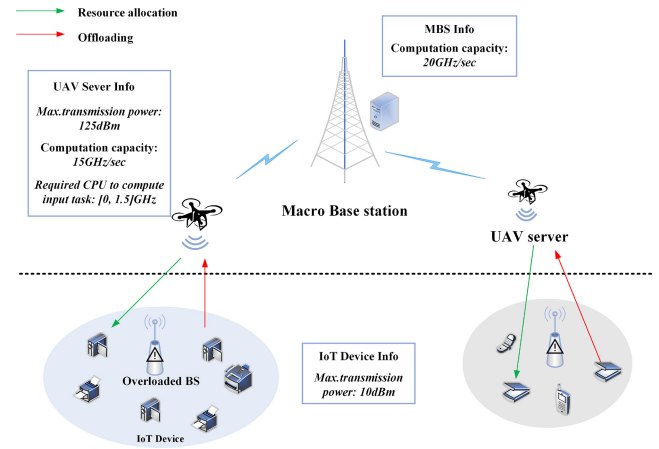 Resource allocation
Offloading
MBS Info
Computation capacity:
20GHz/sec
UAV Sever Info
Max.transmission power:
125dBm
Computation capacity:
15GHz/sec
Required CPU to compute
input task: [0, 1.5]GHz
Macro Base station
UAV server
IoT Device Info
Max.transmission
power: 10dBm
Overloaded BS
IoT Device